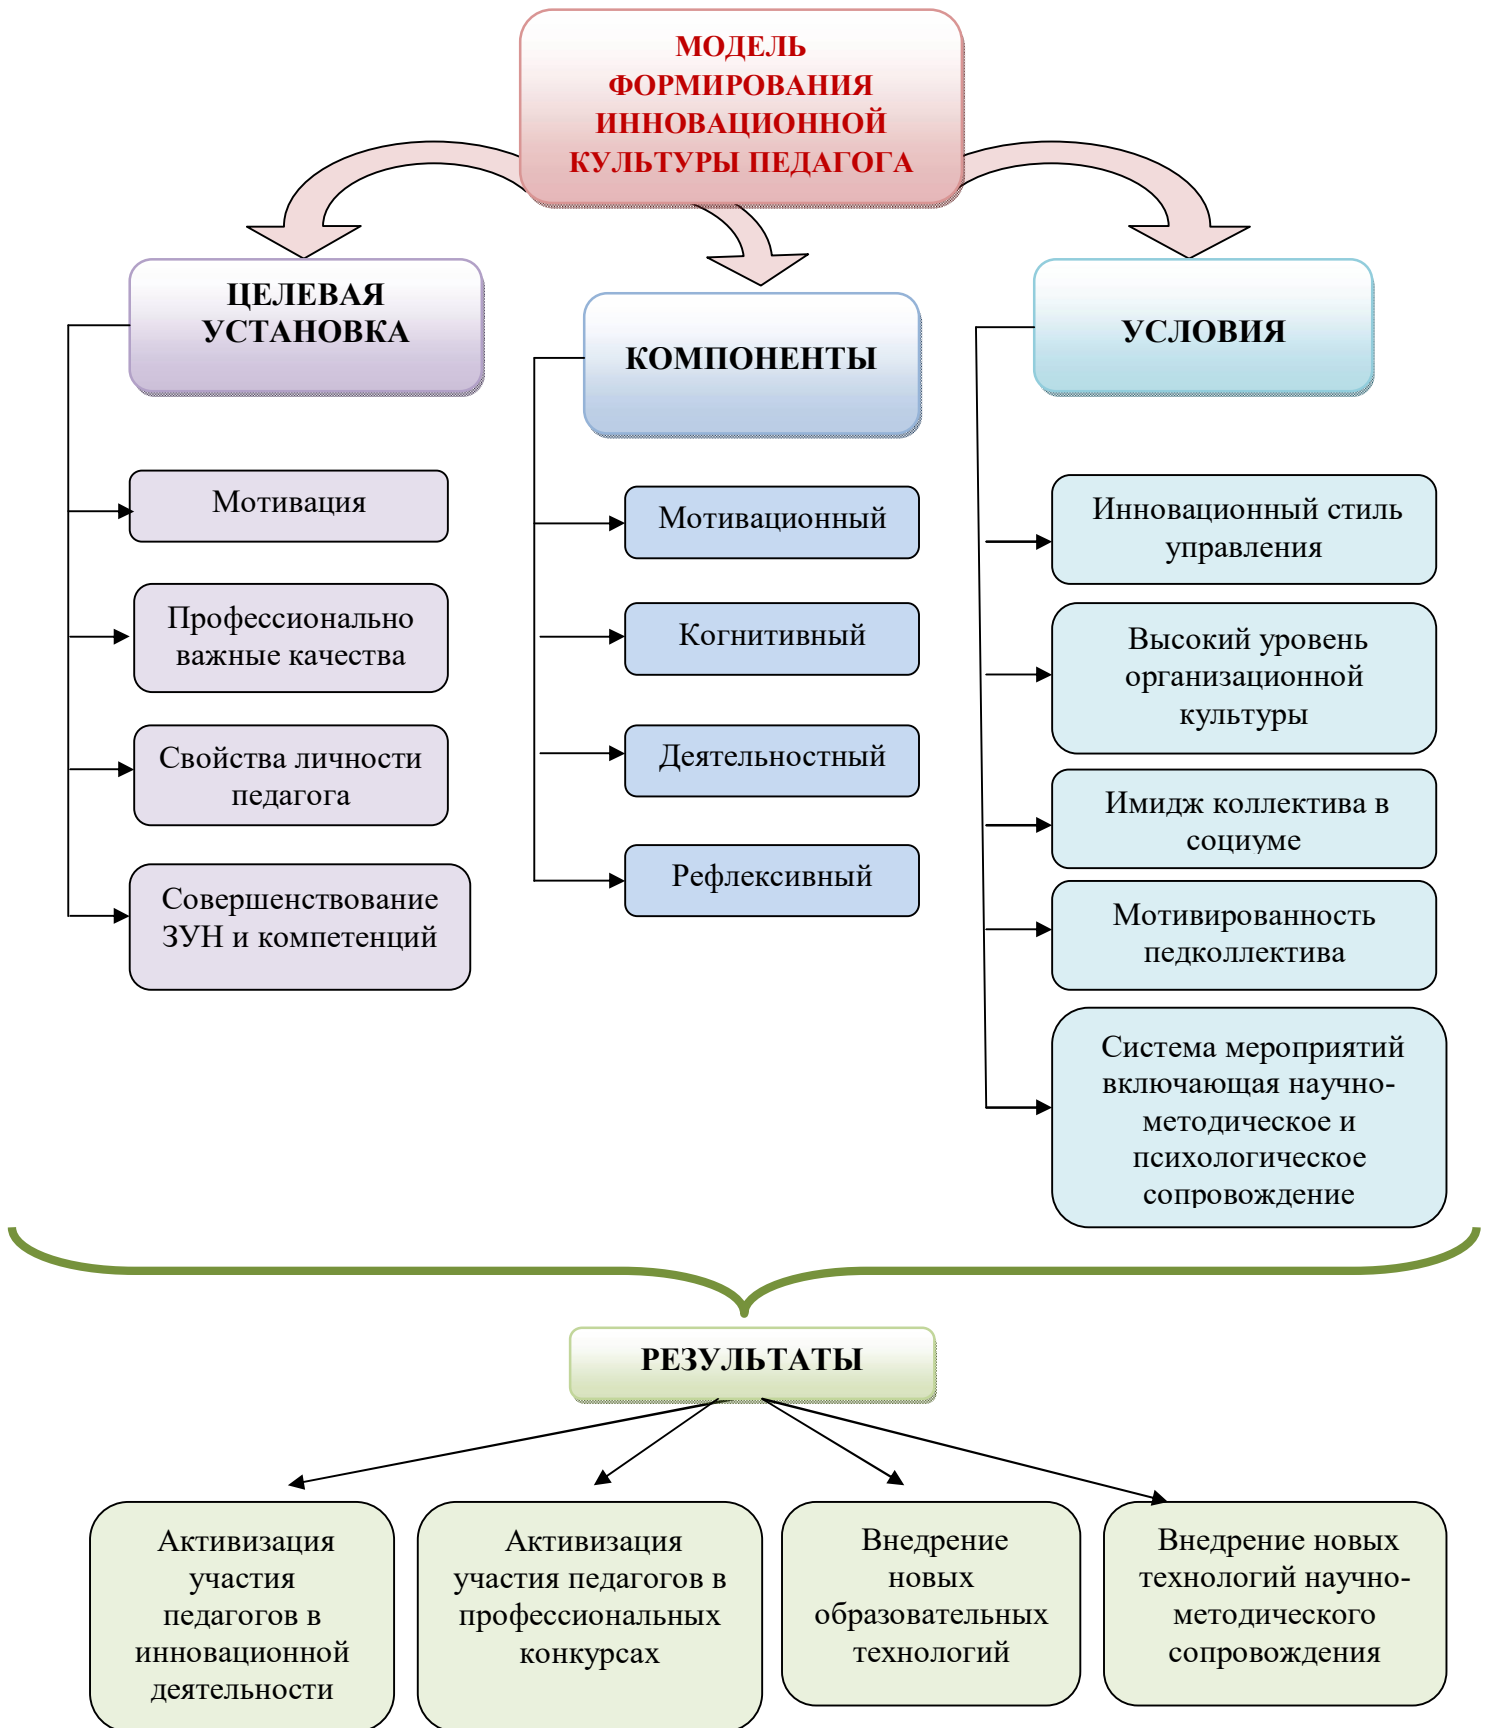 МОДЕЛЬ
ФОРМИРОВАНИЯ
ИННОВАЦИОННОЙ
КУЛЬТУРЫ ПЕДАГОГА
ЦЕЛЕВАЯ
УСТАНОВКА
Мотивация
Профессионально
важные качества
Свойства личности
педагога
Совершенствование
ЗУН и компетенций
КОМПОНЕНТЫ
Мотивационный
Когнитивный
Деятельностный
Рефлексивный
УСЛОВИЯ
Инновационный стиль
управления
Высокий уровень
организационной
культуры
Имидж коллектива в
социуме
Мотивированность
педколлектива
Система мероприятий
включающая научно-
методическое и
психологическое
сопровождение
РЕЗУЛЬТАТЫ
Активизация
участия
педагогов в
инновационной
деятельности
Активизация
участия педагогов в
профессиональных
конкурсах
Внедрение
новых
образовательных
технологий
Внедрение новых
технологий научно-
методического
сопровождения